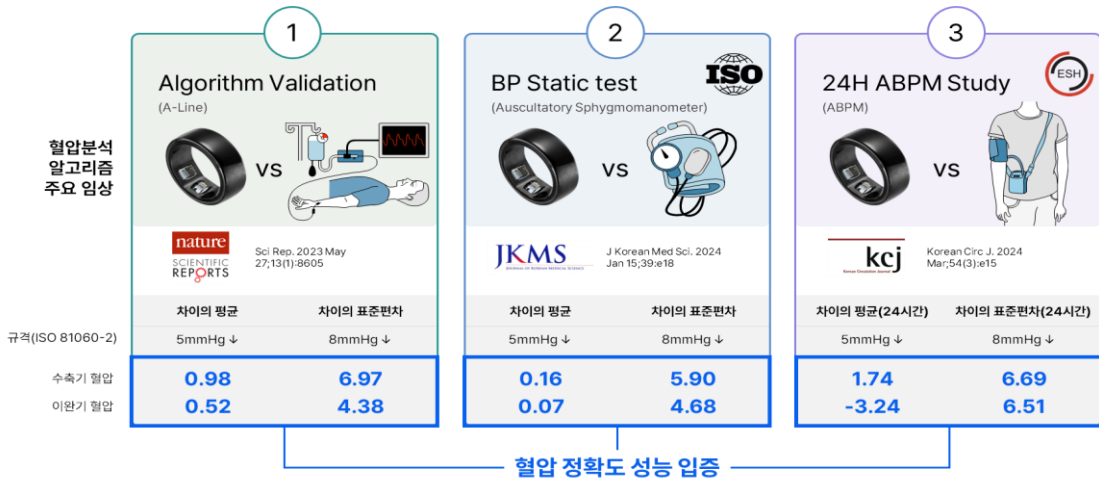 1
Algorithm Validation
(A-Line)
VS
nature
SCIENTIFIC
REPORTS
Sci Rep. 2023 May
27;13(1):8605
2
BP Static test
(Auscultatory Sphygmomanometer)
ISO
VS
JKMS
JOURNAL OF KOREAN MEDICAL SCIENCE
J Korean Med Sci. 2024
Jan 15;39:e18
3
24H ABPM Study
(ABPM)
ESH
VS
kcj
Korean Circulation Journal
Korean Circ J. 2024
Mar;54(3):e15
혈압분석
알고리즘
주요 임상
차이의 평균 차이의 표준편차 차이의 평균 차이의 표준편차 차이의 평균(24시간) 차이의 표준편차(24시간)
규격(ISO 81060-2) 5mmHg ↓ 8mmHg ↓ 5mmHg ↓ 8mmHg ↓ 5mmHg ↓ 8mmHg ↓
수축기 혈압 0.98 6.97 0.16 5.90 1.74 6.69
이완기 혈압 0.52 4.38 0.07 4.68 -3.24 6.51
혈압 정확도 성능 입증